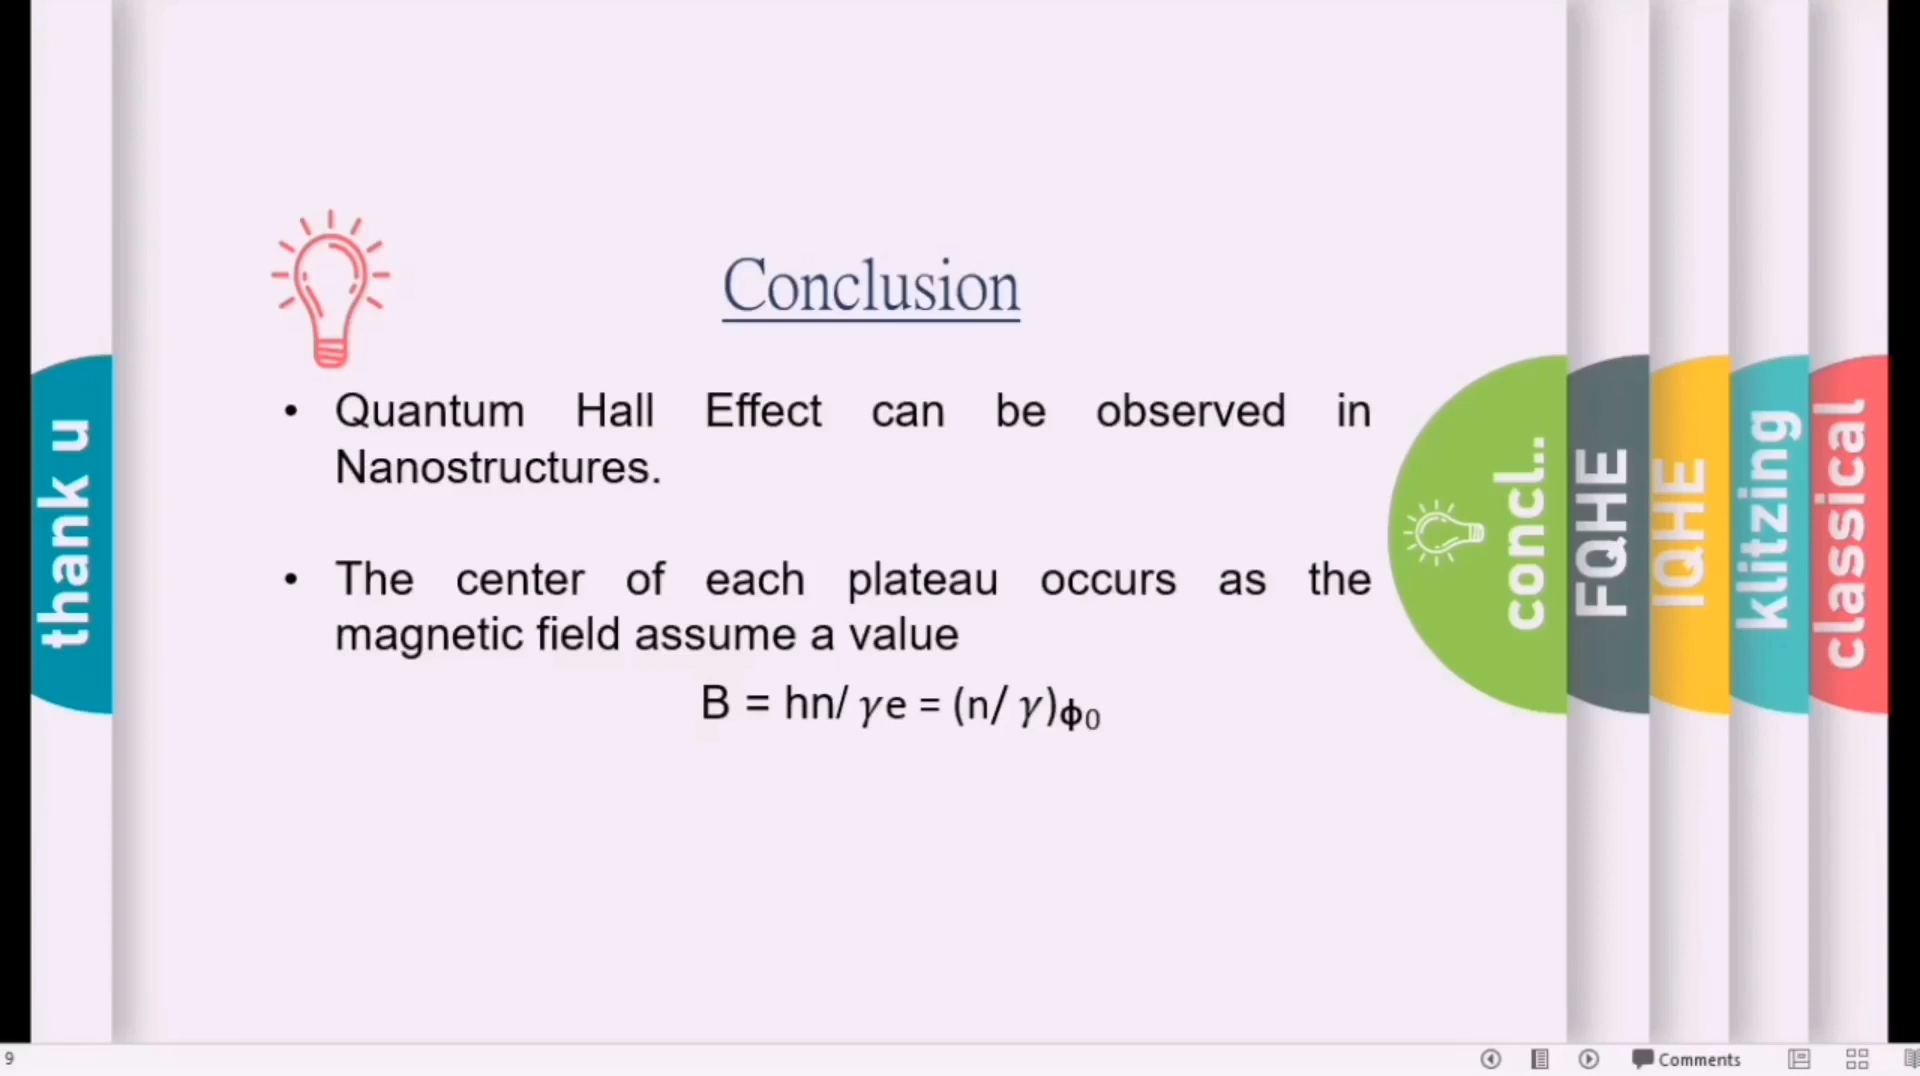 thank u
Conclusion
• Quantum Hall Effect can be observed in
Nanostructures.
• The center of each plateau occurs as the
magnetic field assume a value
B = hn/ γe = (n/ γ)ϕ₀
concl..
FQHE
IQHE
klitzing
classical
9
Comments